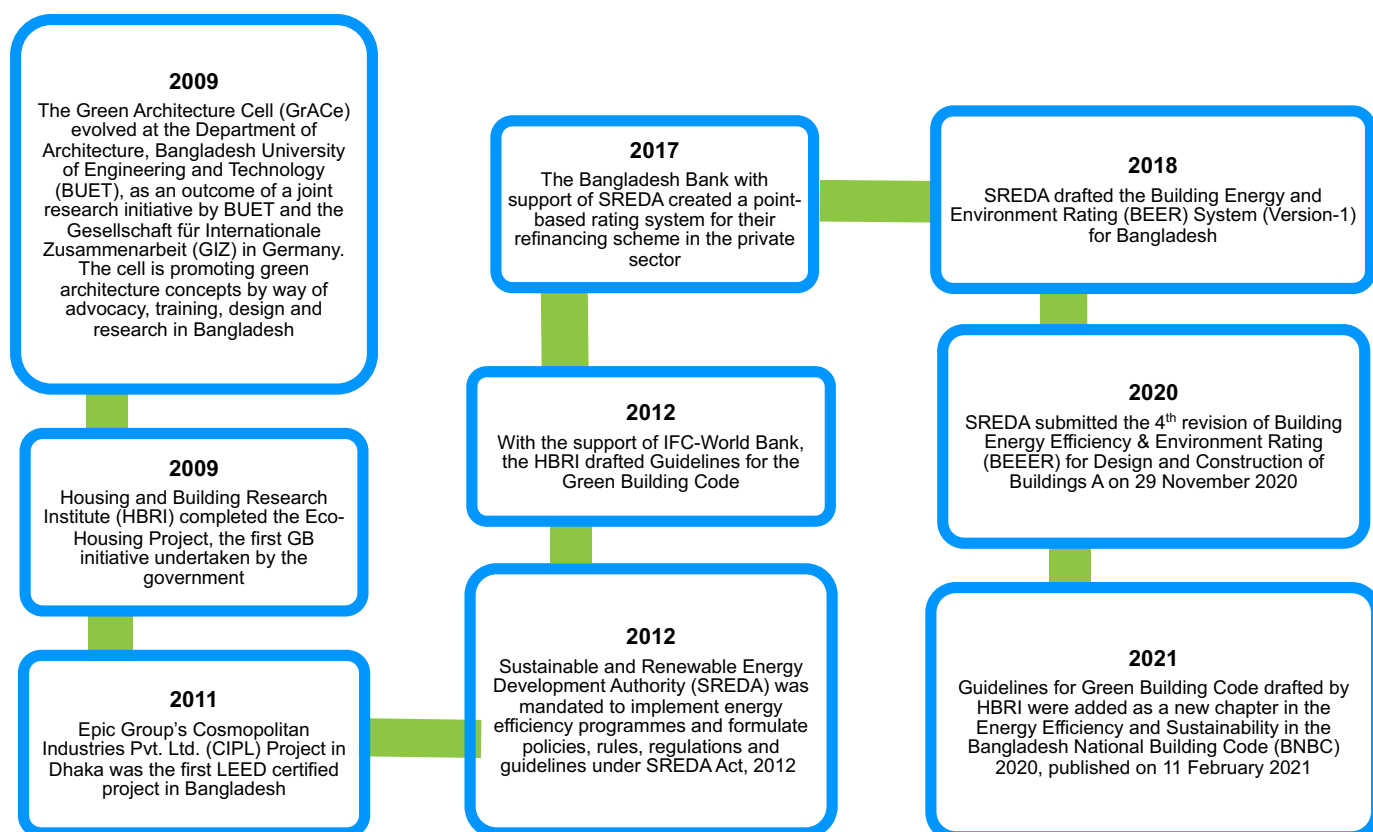 2009
The Green Architecture Cell (GrACe)
evolved at the Department of
Architecture, Bangladesh University
of Engineering and Technology
(BUET), as an outcome of a joint
research initiative by BUET and the
Gesellschaft für Internationale
Zusammenarbeit (GIZ) in Germany.
The cell is promoting green
architecture concepts by way of
advocacy, training, design and
research in Bangladesh
2009
Housing and Building Research
Institute (HBRI) completed the Eco-
Housing Project, the first GB
initiative undertaken by the
government
2011
Epic Group's Cosmopolitan
Industries Pvt. Ltd. (CIPL) Project in
Dhaka was the first LEED certified
project in Bangladesh
2012
Sustainable and Renewable Energy
Development Authority (SREDA) was
mandated to implement energy
efficiency programmes and formulate
policies, rules, regulations and
guidelines under SREDA Act, 2012
2012
With the support of IFC-World Bank,
the HBRI drafted Guidelines for the
Green Building Code
2017
The Bangladesh Bank with
support of SREDA created a point-
based rating system for their
refinancing scheme in the private
sector
2018
SREDA drafted the Building Energy and
Environment Rating (BEER) System (Version-1)
for Bangladesh
2020
SREDA submitted the 4th revision of Building
Energy Efficiency & Environment Rating
(BEEER) for Design and Construction of
Buildings A on 29 November 2020
2021
Guidelines for Green Building Code drafted by
HBRI were added as a new chapter in the
Energy Efficiency and Sustainability in the
Bangladesh National Building Code (BNBC)
2020, published on 11 February 2021